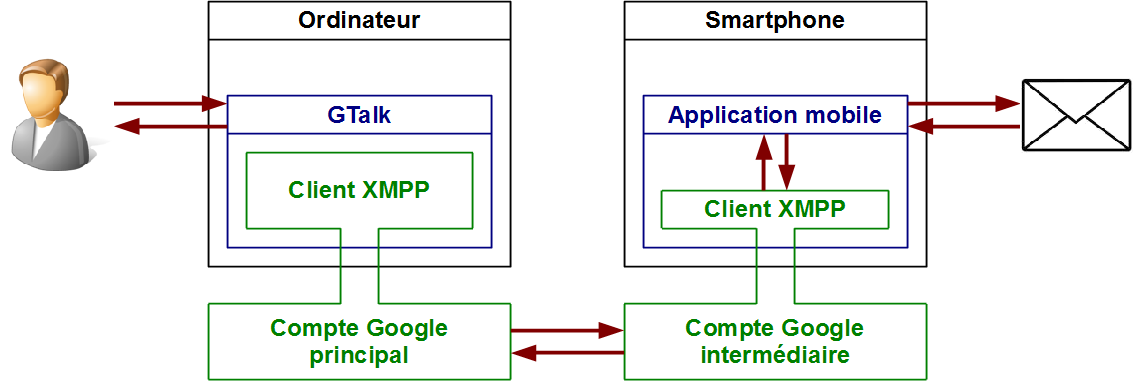 Ordinateur
Smartphone
GTalk
Application mobile
Client XMPP
Client XMPP
Compte Google
principal
Compte Google
intermédiaire